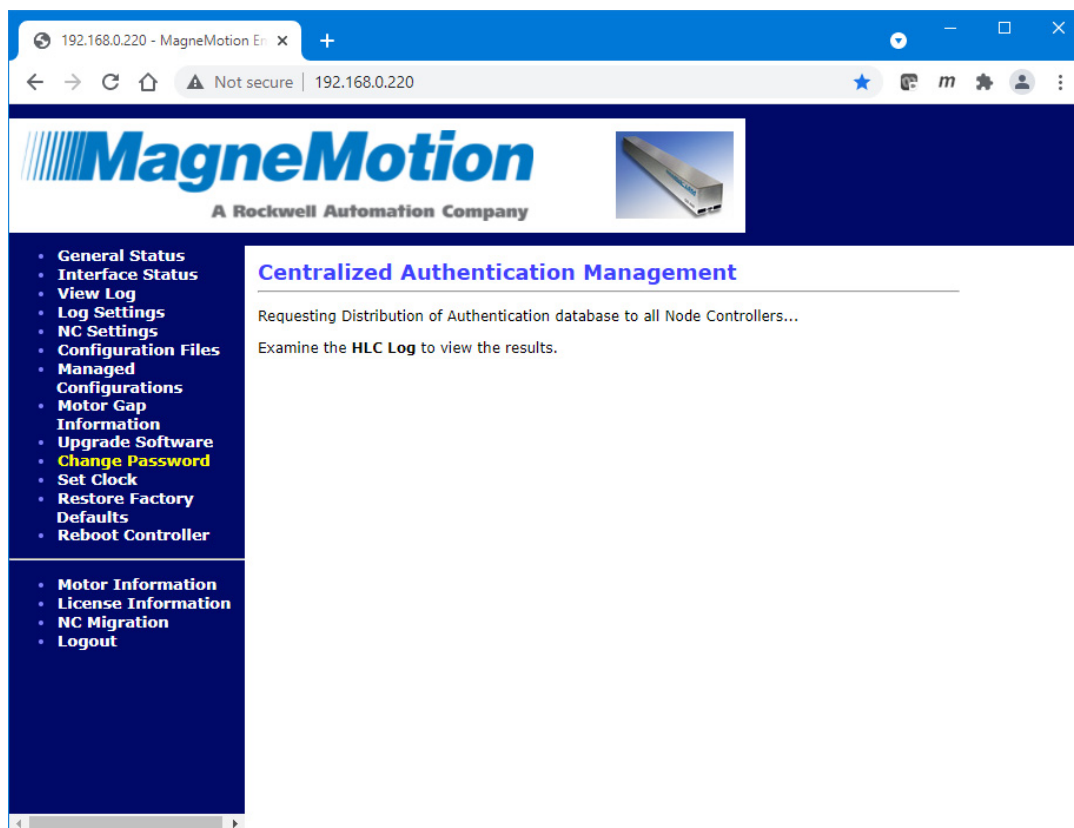 192.168.0.220 - MagneMotion En
Not secure | 192.168.0.220
MagneMotion
A Rockwell Automation Company
General Status
Interface Status
View Log
Log Settings
NC Settings
Configuration Files
Managed
Configurations
Motor Gap
Information
Upgrade Software
Change Password
Set Clock
Restore Factory
Defaults
Reboot Controller
Motor Information
License Information
NC Migration
Logout
Centralized Authentication Management
Requesting Distribution of Authentication database to all Node Controllers...
Examine the HLC Log to view the results.